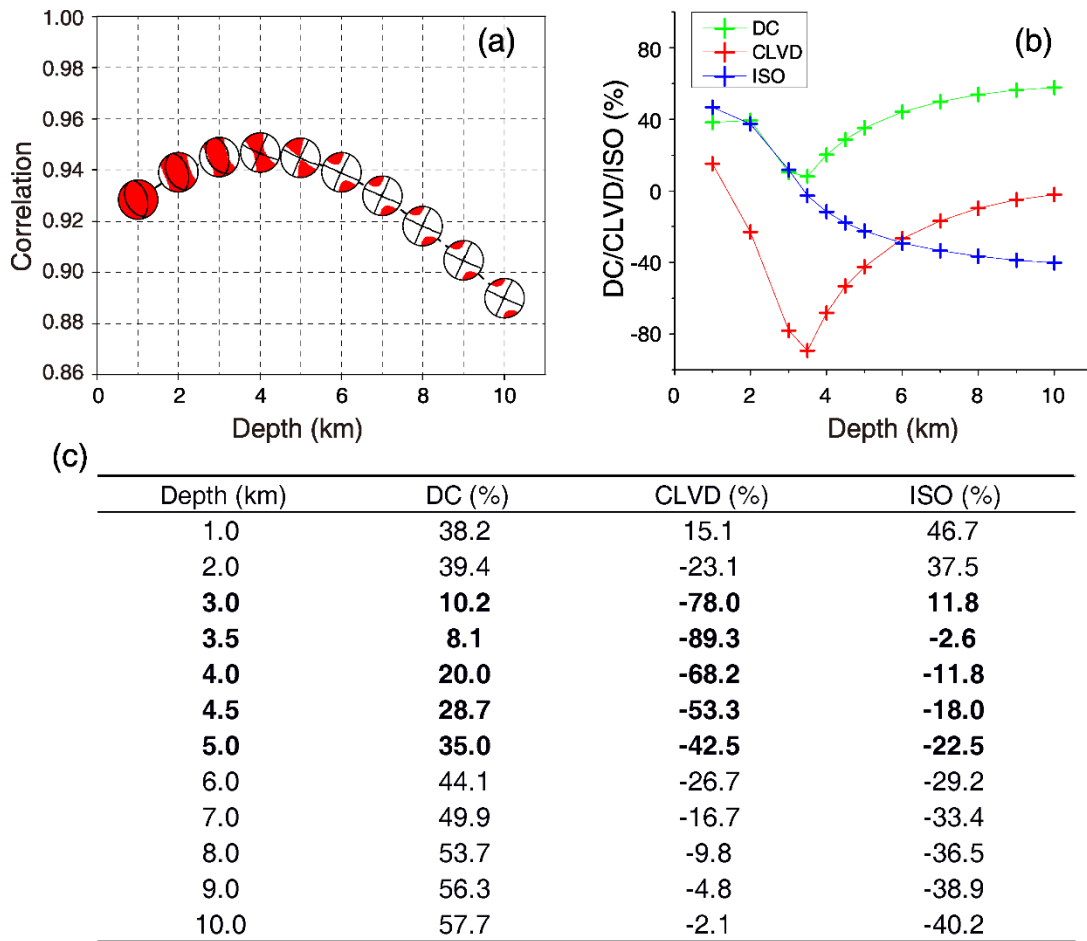 (a)
1.00
0.98
0.96
0.94
0.92
0.90
0.88
0.86
Correlation
0 2 4 6 8 10
Depth (km)
(b)
DC
CLVD
ISO
80
40
0
-40
-80
DC/CLVD/ISO (%)
0 2 4 6 8 10
Depth (km)
(c)
Depth (km) DC (%) CLVD (%) ISO (%)
1.0 38.2 15.1 46.7
2.0 39.4 -23.1 37.5
3.0 10.2 -78.0 11.8
3.5 8.1 -89.3 -2.6
4.0 20.0 -68.2 -11.8
4.5 28.7 -53.3 -18.0
5.0 35.0 -42.5 -22.5
6.0 44.1 -26.7 -29.2
7.0 49.9 -16.7 -33.4
8.0 53.7 -9.8 -36.5
9.0 56.3 -4.8 -38.9
10.0 57.7 -2.1 -40.2